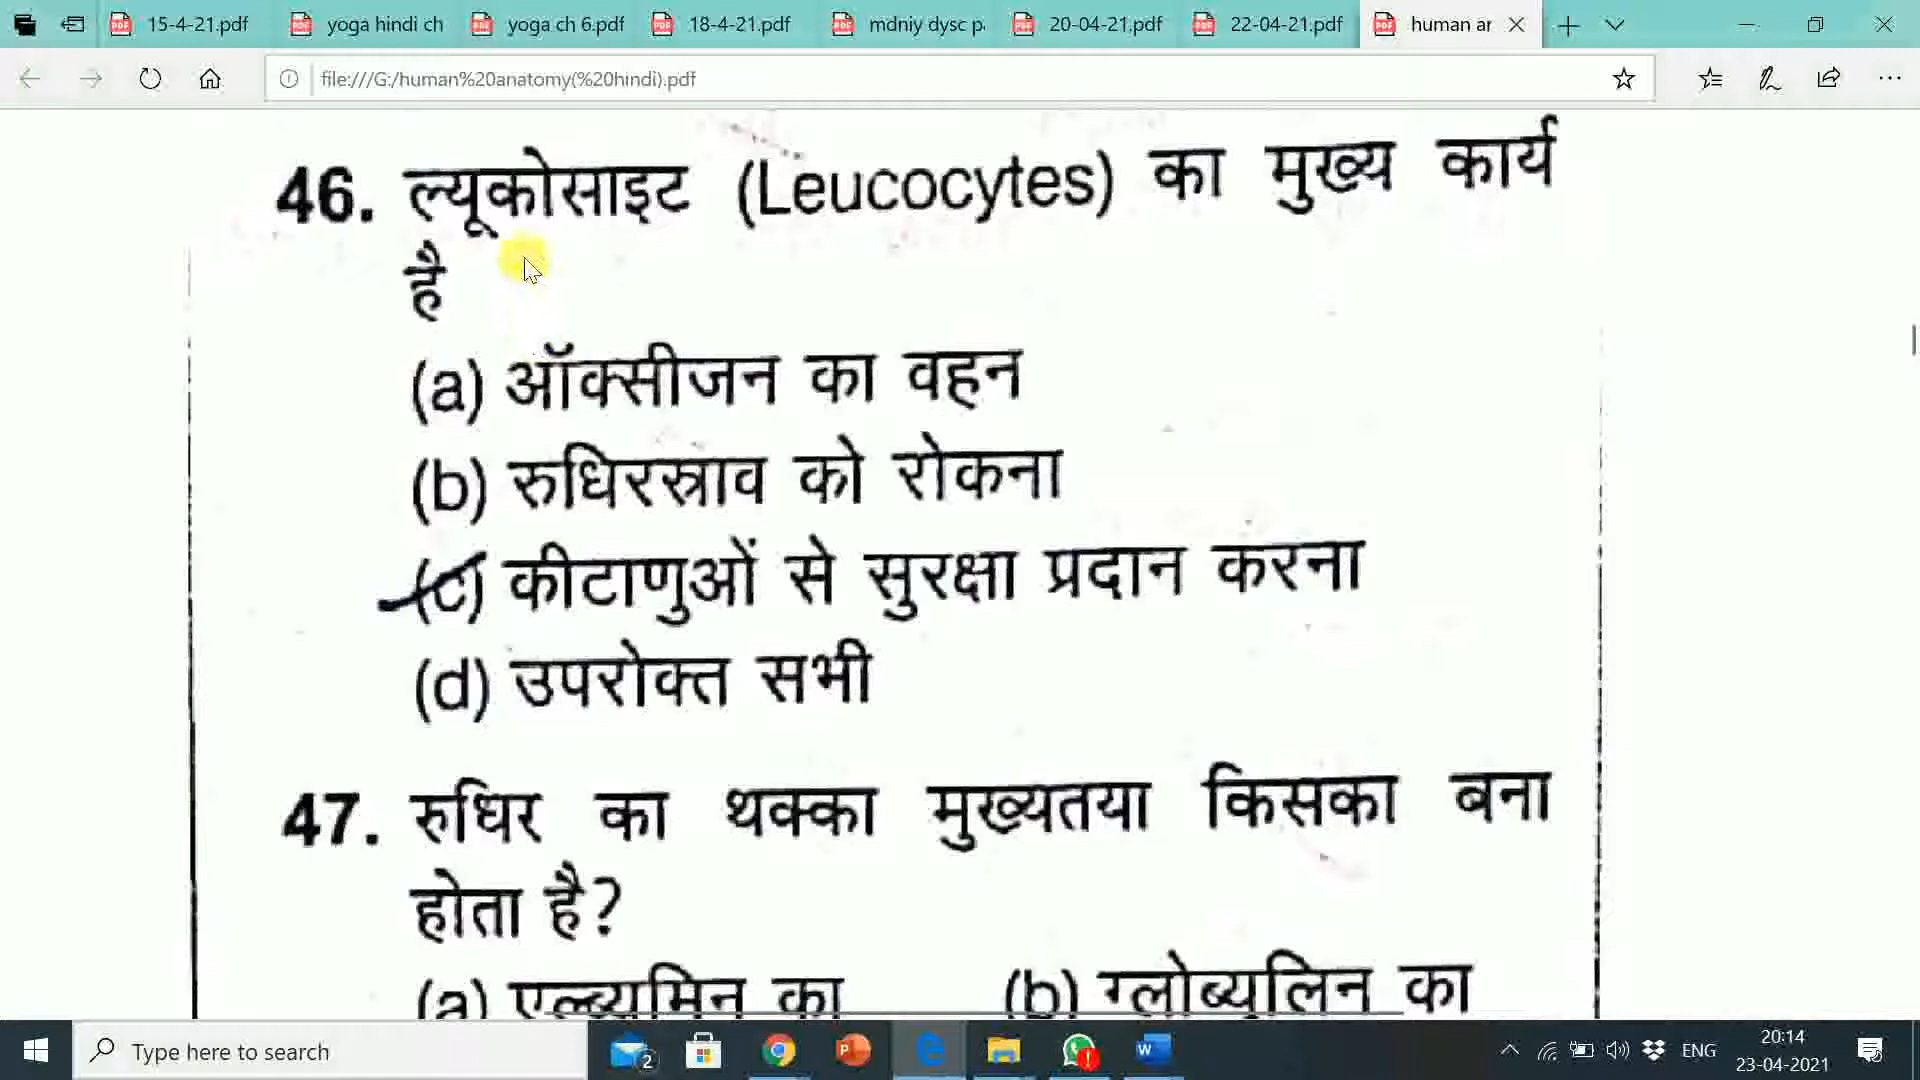 15-4-21.pdf yoga hindi ch yoga ch 6.pdf 18-4-21.pdf mdniy dysc pa 20-04-21.pdf 22-04-21.pdf human ar
file:///G:/human%20anatomy(%20hindi).pdf
46. ल्यूकोसाइट (Leucocytes) का मुख्य कार्य
है
(a) ऑक्सीजन का वहन
(b) रुधिरस्राव को रोकना
(c) कीटाणुओं से सुरक्षा प्रदान करना
(d) उपरोक्त सभी
47. रुधिर का थक्का मुख्यतया किसका बना
होता है?
(a) एल्ब्यूमिन का (b) ग्लोब्यूलिन का
Type here to search 2 ENG 20:14
23-04-2021